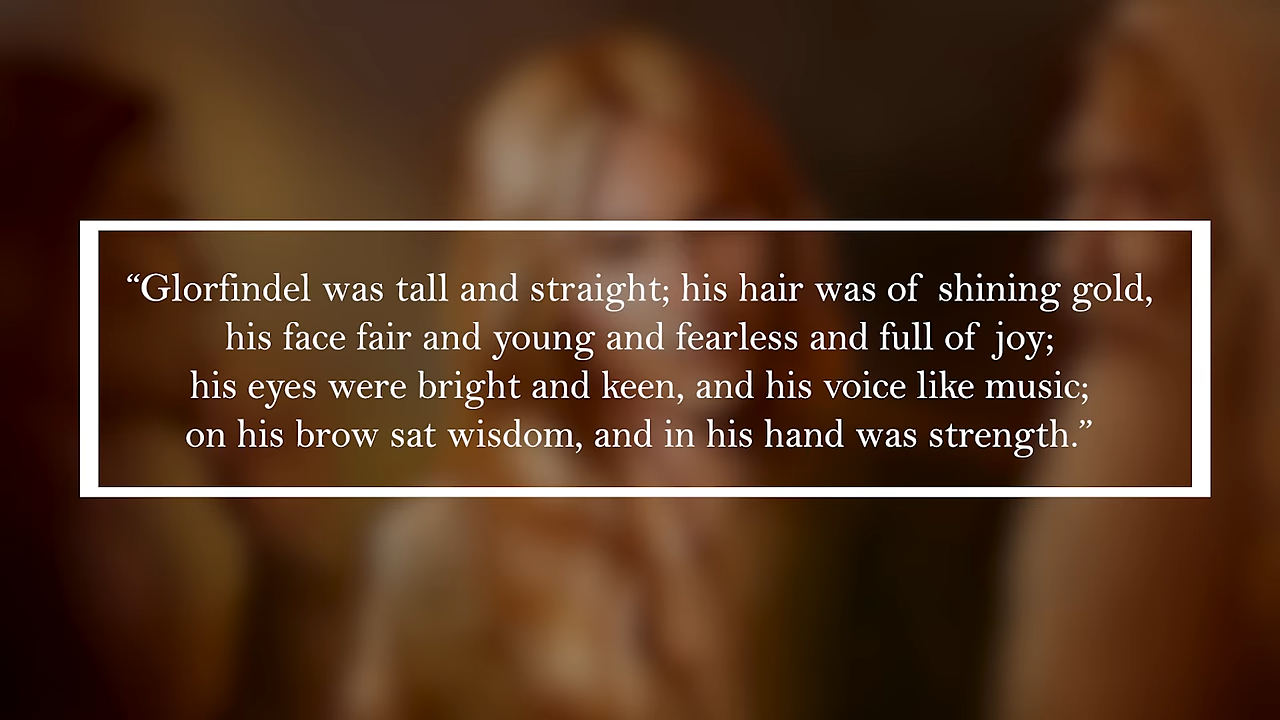 “Glorfindel was tall and straight; his hair was of shining gold,
his face fair and young and fearless and full of joy;
his eyes were bright and keen, and his voice like music;
on his brow sat wisdom, and in his hand was strength.”